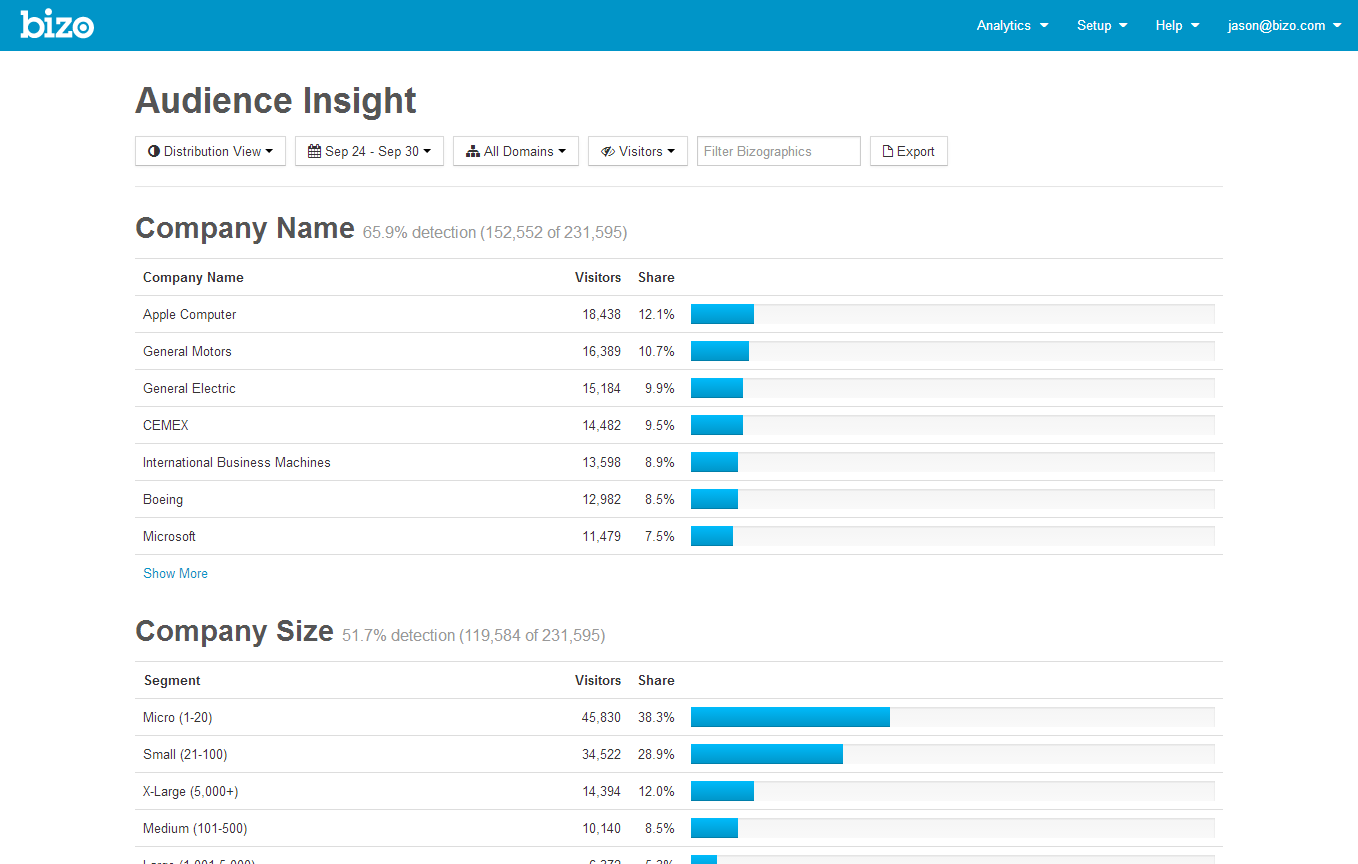 bizo
Analytics Setup Help jason@bizo.com
Audience Insight
Distribution View Sep 24 - Sep 30 All Domains Visitors Filter Bizographics Export
Company Name 65.9% detection (152,552 of 231,595)
Company Name Visitors Share
Apple Computer 18,438 12.1%
General Motors 16,389 10.7%
General Electric 15,184 9.9%
CEMEX 14,482 9.5%
International Business Machines 13,598 8.9%
Boeing 12,982 8.5%
Microsoft 11,479 7.5%
Show More
Company Size 51.7% detection (119,584 of 231,595)
Segment Visitors Share
Micro (1-20) 45,830 38.3%
Small (21-100) 34,522 28.9%
X-Large (5,000+) 14,394 12.0%
Medium (101-500) 10,140 8.5%